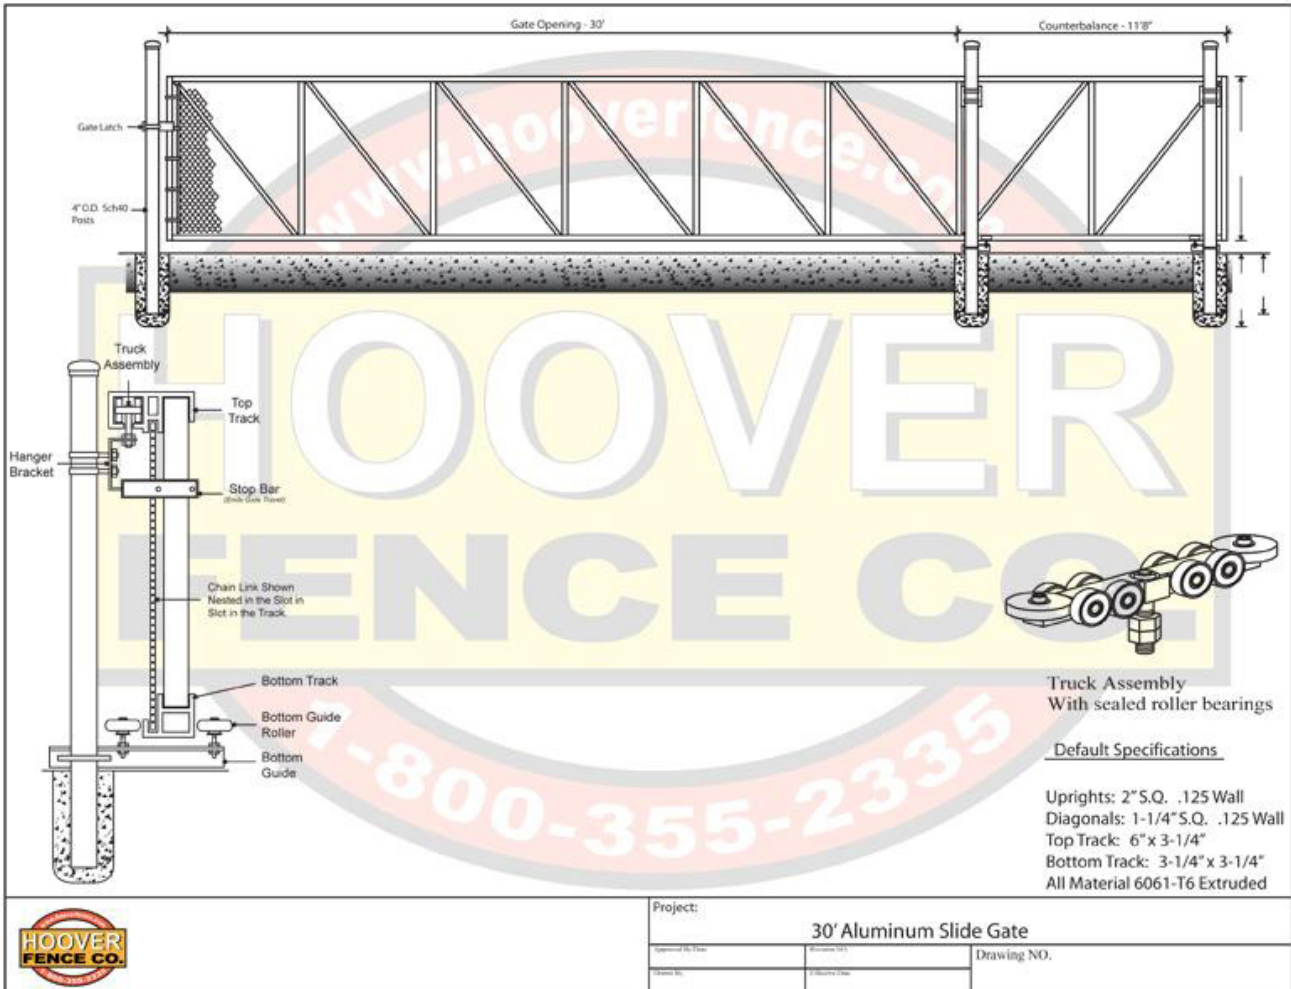 Gate Opening - 30'
Counterbalance - 11'8"
www.hooverfence.com
Gate Latch
4" O.D. Sch40
Posts
HOOVER
FENCE CO.
1-800-355-2335
Truck
Assembly
Top
Track
Hanger
Bracket
Stop Bar
Chain Link Shown
Nested in the Slot in
Slot in the Track.
Bottom Track
Bottom Guide
Roller
Bottom
Guide
Truck Assembly
With sealed roller bearings
Default Specifications
Uprights: 2" S.Q. .125 Wall
Diagonals: 1-1/4" S.Q. .125 Wall
Top Track: 6" x 3-1/4"
Bottom Track: 3-1/4" x 3-1/4"
All Material 6061-T6 Extruded
HOOVER
FENCE CO.
Project:
30' Aluminum Slide Gate
Drawing NO.